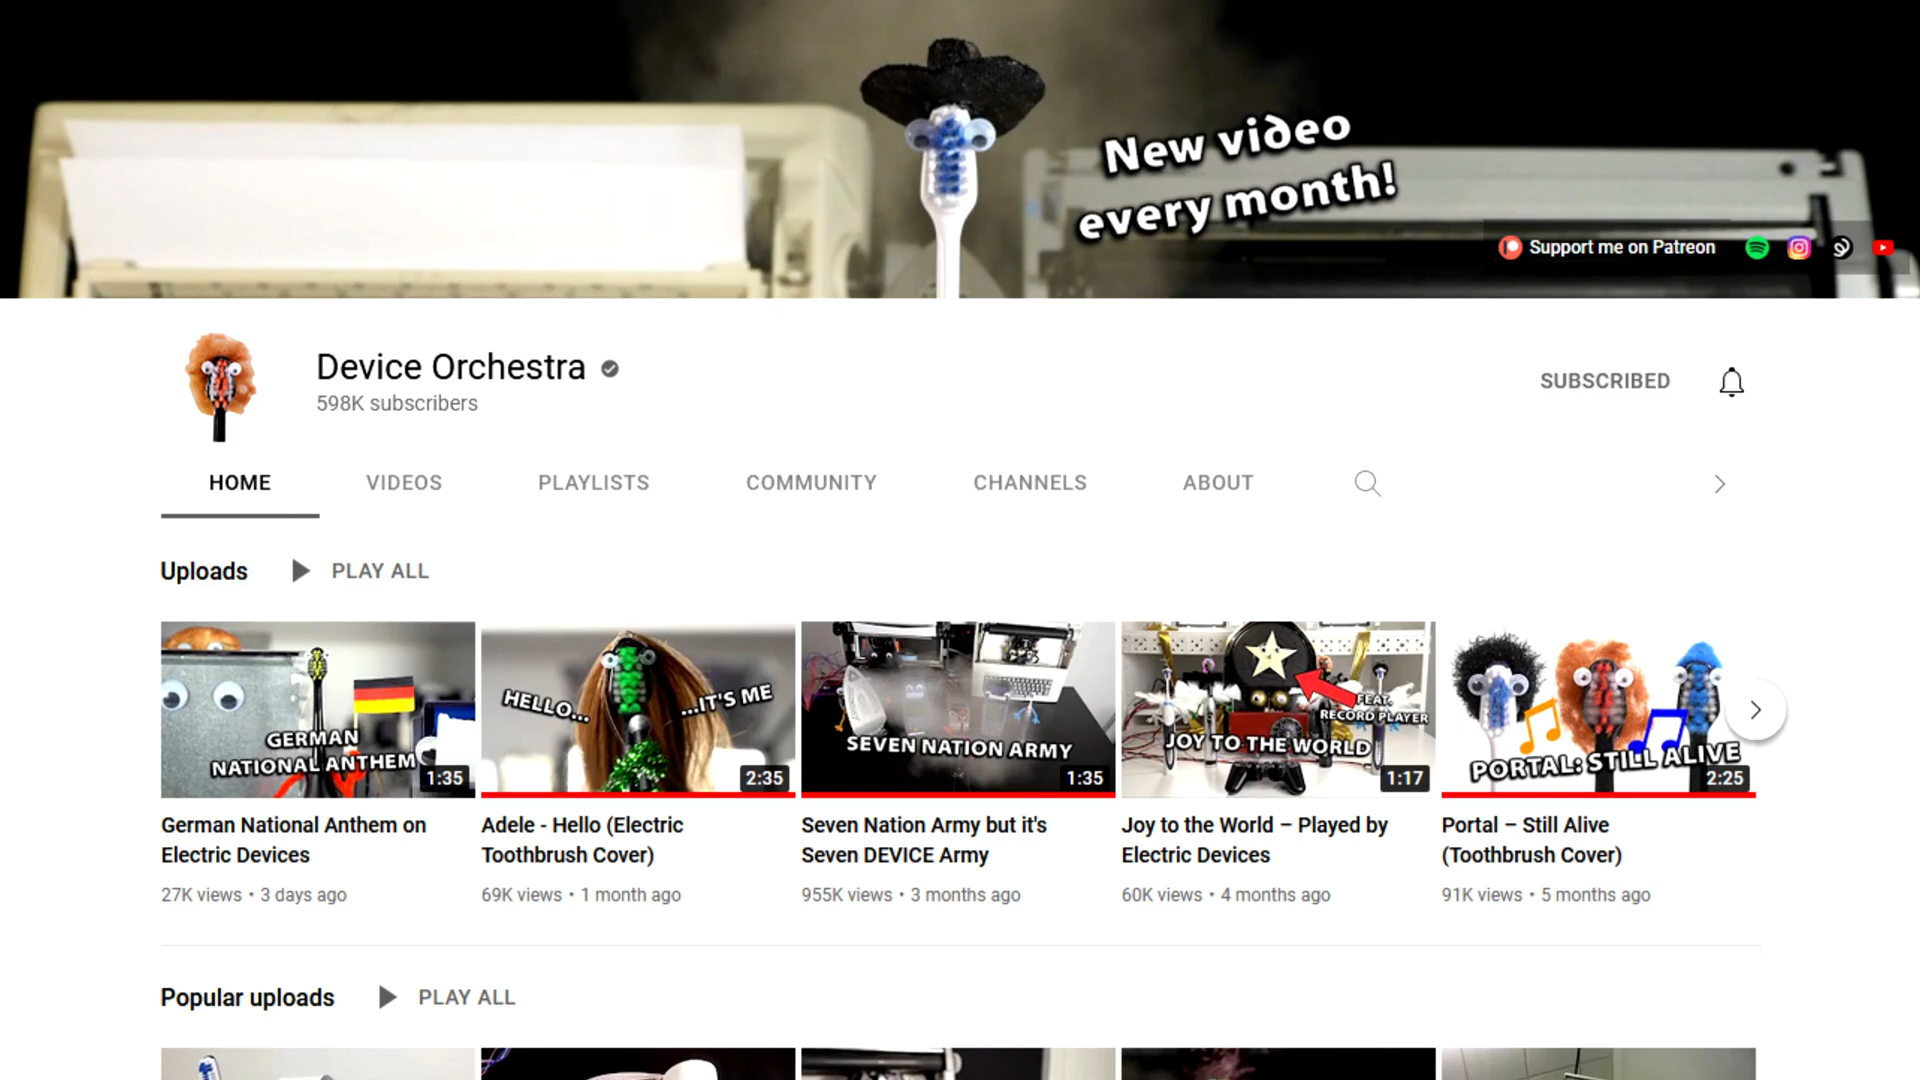 New video
every month!
Support me on Patreon
Device Orchestra
598K subscribers
SUBSCRIBED
HOME
VIDEOS
PLAYLISTS
COMMUNITY
CHANNELS
ABOUT
Uploads
PLAY ALL
GERMAN
NATIONAL ANTHEM
1:35
HELLO...
...IT'S ME
2:35
SEVEN NATION ARMY
1:35
FEAT.
RECORD PLAYER
JOY TO THE WORLD
1:17
PORTAL: STILL ALIVE
2:25
German National Anthem on
Electric Devices
27K views • 3 days ago
Adele - Hello (Electric
Toothbrush Cover)
69K views • 1 month ago
Seven Nation Army but it's
Seven DEVICE Army
955K views • 3 months ago
Joy to the World – Played by
Electric Devices
60K views • 4 months ago
Portal – Still Alive
(Toothbrush Cover)
91K views • 5 months ago
Popular uploads
PLAY ALL